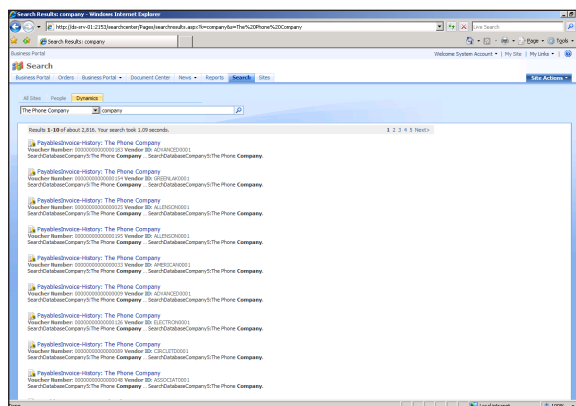 Search Results: company - Windows Internet Explorer
http://ds-srv-01:2153/searchcenter/Pages/searchresults.aspx?k=company&s=The%20Phone%20Company
Live Search
Search Results: company
Page
Tools
Business Portal
Welcome System Account
My Site
My Links
Search
Business Portal Orders Business Portal Document Center News Reports Search Sites
Site Actions
All Sites People Dynamics
The Phone Company company
Results 1-10 of about 2,816. Your search took 1.09 seconds.
1 2 3 4 5 Next>
PayablesInvoice-History: The Phone Company
Voucher Number: 00000000000000183 Vendor ID: ADVANCED0001
SearchDatabaseCompany5:The Phone Company ... SearchDatabaseCompany5:The Phone Company.
PayablesInvoice-History: The Phone Company
Voucher Number: 00000000000000154 Vendor ID: GREENLAK0001
SearchDatabaseCompany5:The Phone Company ... SearchDatabaseCompany5:The Phone Company.
PayablesInvoice-History: The Phone Company
Voucher Number: 00000000000000025 Vendor ID: ALLENSON0001
SearchDatabaseCompany5:The Phone Company ... SearchDatabaseCompany5:The Phone Company.
PayablesInvoice-History: The Phone Company
Voucher Number: 00000000000000195 Vendor ID: ALLENSON0001
SearchDatabaseCompany5:The Phone Company ... SearchDatabaseCompany5:The Phone Company.
PayablesInvoice-History: The Phone Company
Voucher Number: 00000000000000033 Vendor ID: AMERICAN0001
SearchDatabaseCompany5:The Phone Company ... SearchDatabaseCompany5:The Phone Company.
PayablesInvoice-History: The Phone Company
Voucher Number: 00000000000000009 Vendor ID: ADVANCED0001
SearchDatabaseCompany5:The Phone Company ... SearchDatabaseCompany5:The Phone Company.
PayablesInvoice-History: The Phone Company
Voucher Number: 00000000000000126 Vendor ID: ELECTRON0001
SearchDatabaseCompany5:The Phone Company ... SearchDatabaseCompany5:The Phone Company.
PayablesInvoice-History: The Phone Company
Voucher Number: 00000000000000099 Vendor ID: CIRCUITD0001
SearchDatabaseCompany5:The Phone Company ... SearchDatabaseCompany5:The Phone Company.
PayablesInvoice-History: The Phone Company
Voucher Number: 00000000000000048 Vendor ID: ASSOCIAT0001
SearchDatabaseCompany5:The Phone Company ... SearchDatabaseCompany5:The Phone Company.